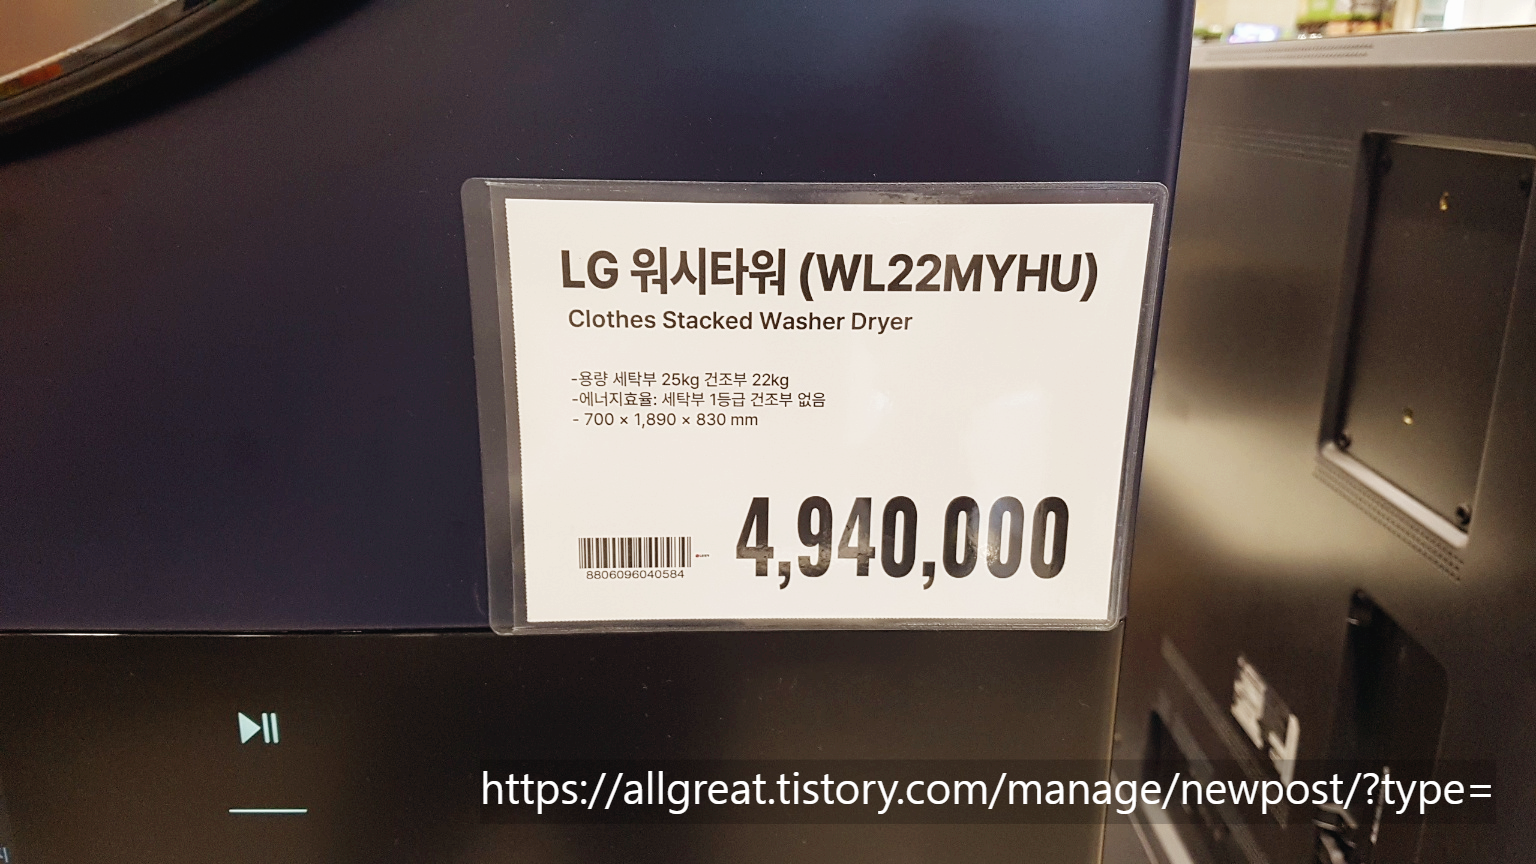 LG 워시타워 (WL22MYHU)
Clothes Stacked Washer Dryer
-용량 세탁부 25kg 건조부 22kg
-에너지효율: 세탁부 1등급 건조부 없음
- 700 × 1,890 × 830 mm
4,940,000
8806096040584
https://allgreat.tistory.com/manage/newpost/?type=